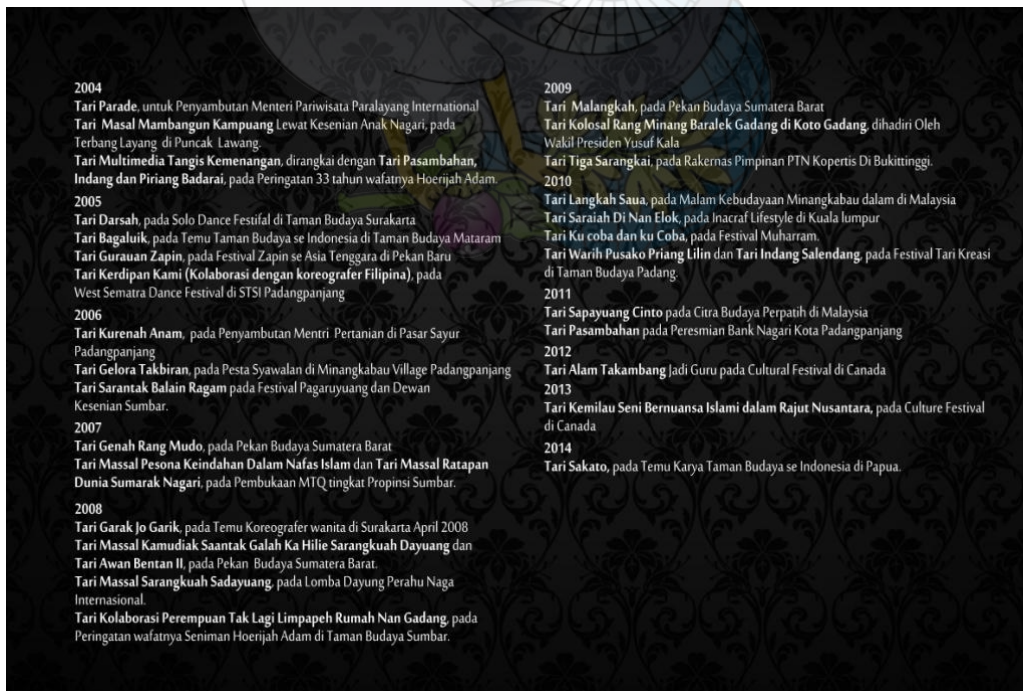 2004
Tari Parade, untuk Penyambutan Menteri Pariwisata Paralayang International
Tari Masal Mambangun Kampuang Lewat Kesenian Anak Nagari, pada
Terbang Layang di Puncak Lawang.
Tari Multimedia Tangis Kemenangan, dirangkai dengan Tari Pasambahan,
Indang dan Piriang Badarai, pada Peringatan 33 tahun wafatnya Hoerijah Adam.
2005
Tari Darsah, pada Solo Dance Festifal di Taman Budaya Surakarta
Tari Bagaluik, pada Temu Taman Budaya se Indonesia di Taman Budaya Mataram
Tari Gurauan Zapin, pada Festival Zapin se Asia Tenggara di Pekan Baru
Tari Kerdipan Kami (Kolaborasi dengan koreografer Filipina), pada
West Sematra Dance Festival di STSI Padangpanjang
2006
Tari Kurenah Anam, pada Penyambutan Mentri Pertanian di Pasar Sayur
Padangpanjang
Tari Gelora Takbiran, pada Pesta Syawalan di Minangkabau Village Padangpanjang
Tari Sarantak Balain Ragam pada Festival Pagaruyuang dan Dewan
Kesenian Sumbar.
2007
Tari Genah Rang Mudo, pada Pekan Budaya Sumatera Barat
Tari Massal Pesona Keindahan Dalam Nafas Islam dan Tari Massal Ratapan
Dunia Sumarak Nagari, pada Pembukaan MTQ tingkat Propinsi Sumbar.
2008
Tari Garak Jo Garik, pada Temu Koreografer wanita di Surakarta April 2008
Tari Massal Kamudiak Saantak Galah Ka Hilie Sarangkuah Dayuang dan
Tari Awan Bentan II, pada Pekan Budaya Sumatera Barat.
Tari Massal Sarangkuah Sadayuang, pada Lomba Dayung Perahu Naga
Internasional.
Tari Kolaborasi Perempuan Tak Lagi Limpapeh Rumah Nan Gadang, pada
Peringatan wafatnya Seniman Hoerijah Adam di Taman Budaya Sumbar.
2009
Tari Malangkah, pada Pekan Budaya Sumatera Barat
Tari Kolosal Rang Minang Baralek Gadang di Koto Gadang, dihadiri Oleh
Wakil Presiden Yusuf Kala
Tari Tiga Sarangkai, pada Rakernas Pimpinan PTN Kopertis Di Bukittinggi.
2010
Tari Langkah Saua, pada Malam Kebudayaan Minangkabau dalam di Malaysia
Tari Saraiah Di Nan Elok, pada Inacraf Lifestyle di Kuala lumpur
Tari Ku coba dan ku Coba, pada Festival Muharram.
Tari Warih Pusako Priang Lilin dan Tari Indang Salendang, pada Festival Tari Kreasi
di Taman Budaya Padang.
2011
Tari Sapayuang Cinto pada Citra Budaya Perpatih di Malaysia
Tari Pasambahan pada Peresmian Bank Nagari Kota Padangpanjang
2012
Tari Alam Takambang Jadi Guru pada Cultural Festival di Canada
2013
Tari Kemilau Seni Bernuansa Islami dalam Rajut Nusantara, pada Culture Festival
di Canada
2014
Tari Sakato, pada Temu Karya Taman Budaya se Indonesia di Papua.